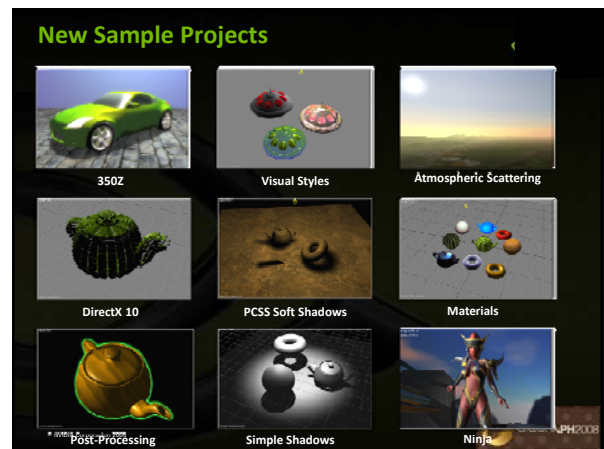 New Sample Projects
350Z
Visual Styles
Atmospheric Scattering
DirectX 10
PCSS Soft Shadows
Materials
Post-Processing
Simple Shadows
Ninja